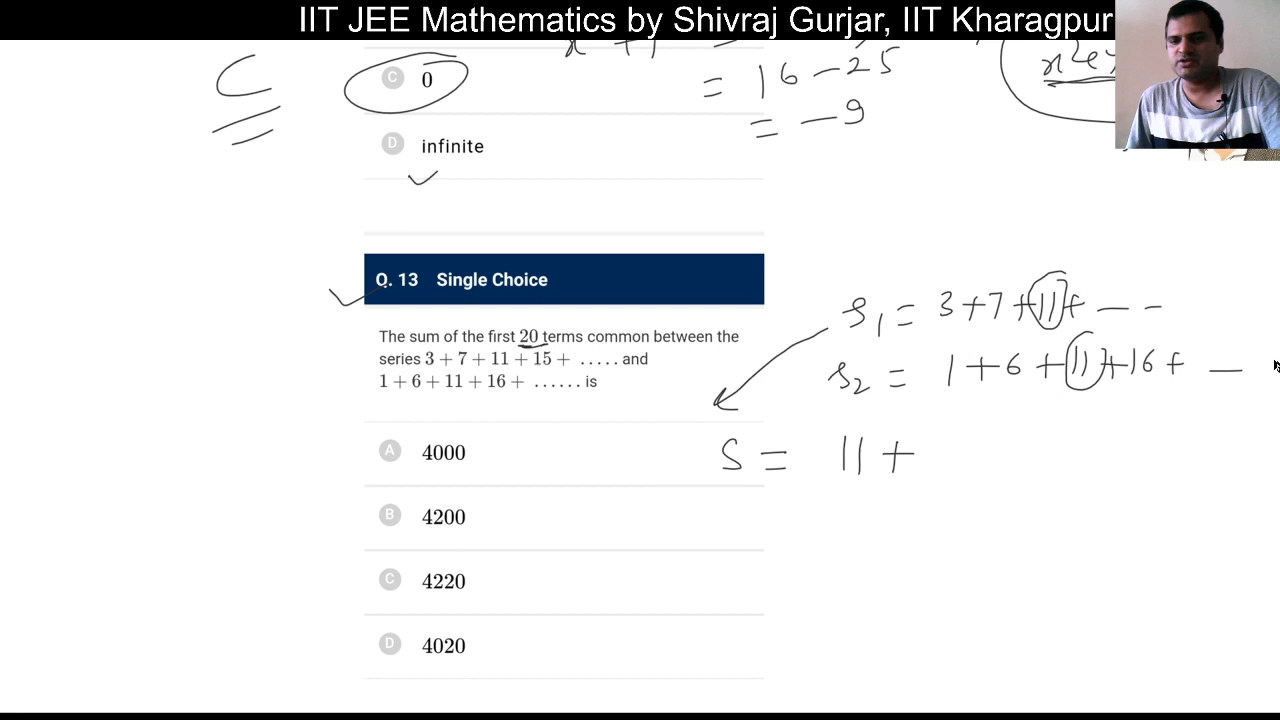 IIT JEE Mathematics by Shivraj Gurjar, IIT Kharagpur
C
C 0
= 16 - 25
= -9
D infinite
Q. 13 Single Choice
The sum of the first 20 terms common between the
series 3 + 7 + 11 + 15 + ..... and
1 + 6 + 11 + 16 + ...... is
S1 = 3 + 7 + 11 + - -
S2 = 1 + 6 + 11 + 16 + -
S = 11 +
A 4000
B 4200
C 4220
D 4020